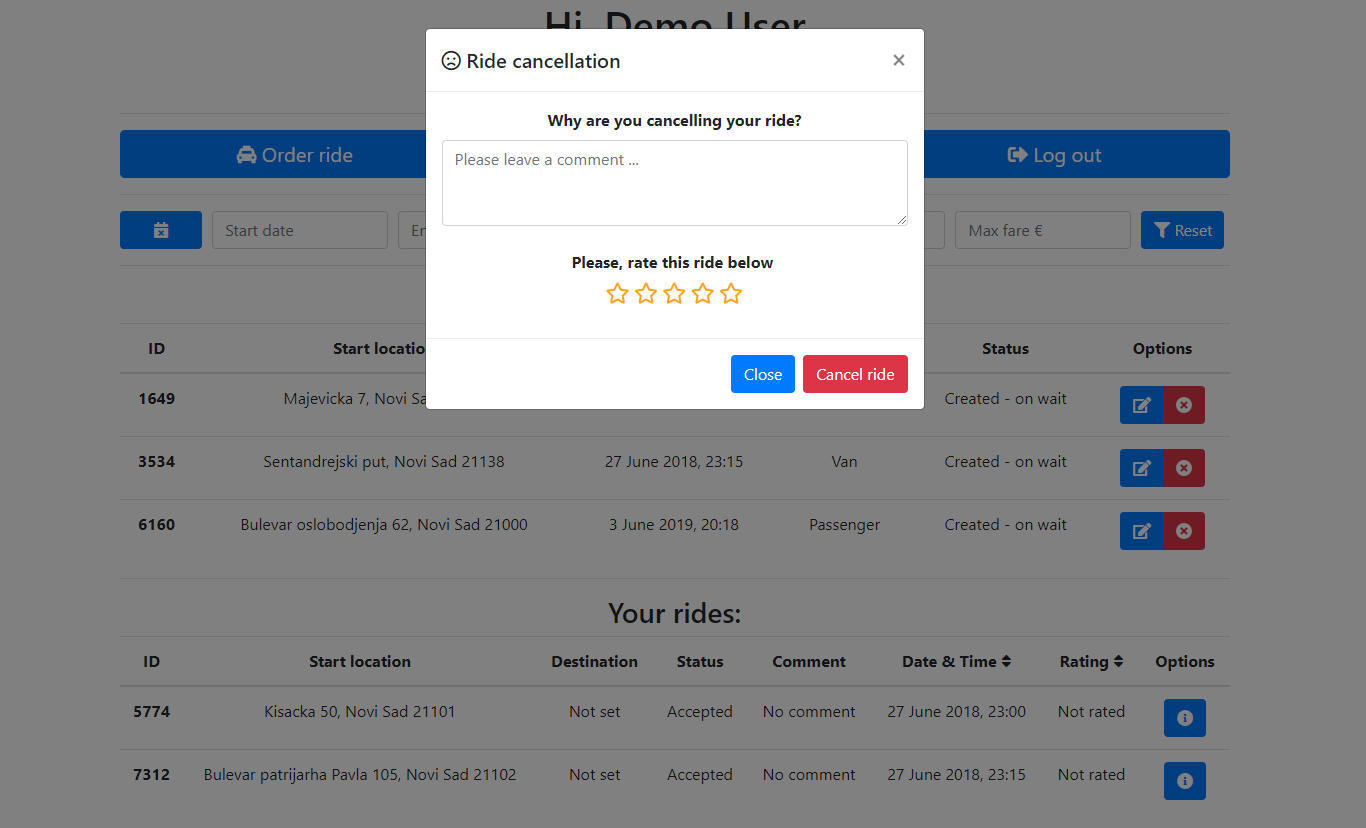 Hi, Demo User
Ride cancellation ×
Why are you cancelling your ride?
Please leave a comment ...
Please, rate this ride below
Close Cancel ride
Order ride Log out
Start date Max fare € Reset
ID Start location Status Options
1649 Majevicka 7, Novi Created - on wait
3534 Sentandrejski put, Novi Sad 21138 27 June 2018, 23:15 Van Created - on wait
6160 Bulevar oslobodjenja 62, Novi Sad 21000 3 June 2019, 20:18 Passenger Created - on wait
Your rides:
ID Start location Destination Status Comment Date & Time Rating Options
5774 Kisacka 50, Novi Sad 21101 Not set Accepted No comment 27 June 2018, 23:00 Not rated
7312 Bulevar patrijarha Pavla 105, Novi Sad 21102 Not set Accepted No comment 27 June 2018, 23:15 Not rated